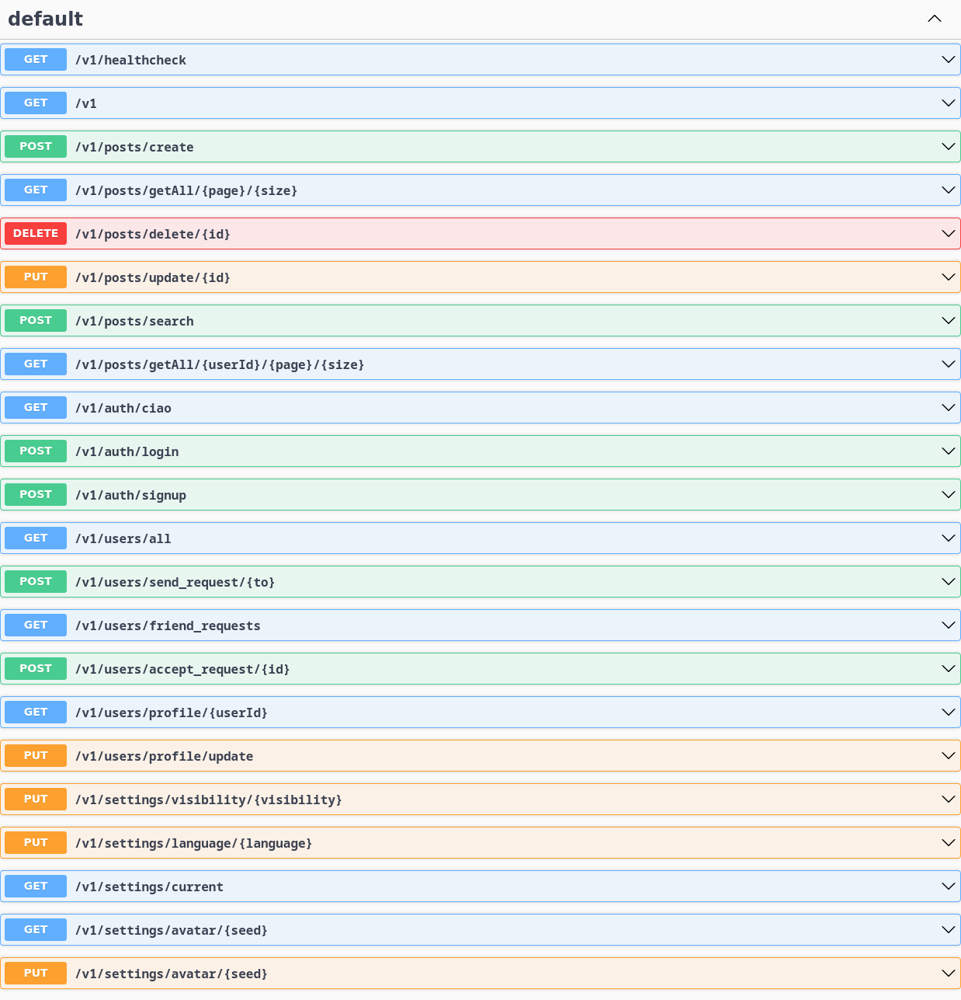 default
GET /v1/healthcheck
GET /v1
POST /v1/posts/create
GET /v1/posts/getAll/{page}/{size}
DELETE /v1/posts/delete/{id}
PUT /v1/posts/update/{id}
POST /v1/posts/search
GET /v1/posts/getAll/{userId}/{page}/{size}
GET /v1/auth/ciao
POST /v1/auth/login
POST /v1/auth/signup
GET /v1/users/all
POST /v1/users/send_request/{to}
GET /v1/users/friend_requests
POST /v1/users/accept_request/{id}
GET /v1/users/profile/{userId}
PUT /v1/users/profile/update
PUT /v1/settings/visibility/{visibility}
PUT /v1/settings/language/{language}
GET /v1/settings/current
GET /v1/settings/avatar/{seed}
PUT /v1/settings/avatar/{seed}